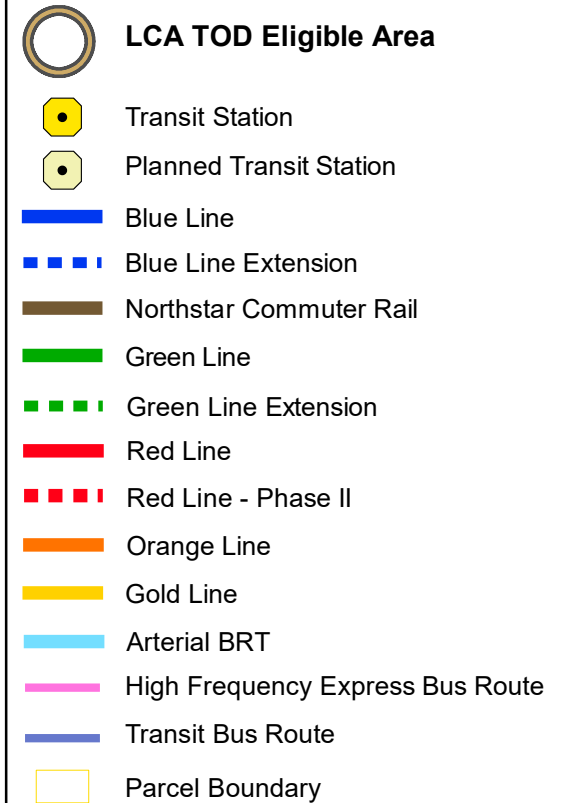 LCA TOD Eligible Area
Transit Station
Planned Transit Station
Blue Line
Blue Line Extension
Northstar Commuter Rail
Green Line
Green Line Extension
Red Line
Red Line - Phase II
Orange Line
Gold Line
Arterial BRT
High Frequency Express Bus Route
Transit Bus Route
Parcel Boundary